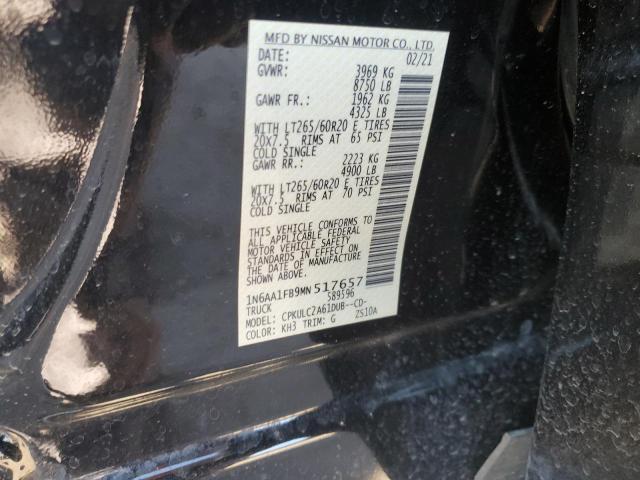 MFD BY NISSAN MOTOR CO., LTD.
DATE: 02/21
GVWR: 3969 KG
8750 LB
GAWR FR.: 1962 KG
4325 LB
WITH LT265/60R20 E TIRES
20X7.5 RIMS AT 65 PSI
COLD SINGLE
GAWR RR.: 2223 KG
4900 LB
WITH LT265/60R20 E TIRES
20X7.5 RIMS AT 70 PSI
COLD SINGLE
THIS VEHICLE CONFORMS TO
ALL APPLICABLE FEDERAL
MOTOR VEHICLE SAFETY
STANDARDS IN EFFECT ON
THE DATE OF MANUFACTURE
SHOWN ABOVE.
1N6AA1FB9MN517657
TRUCK 589596
MODEL: CPKULC2A61DUB--CD-
COLOR: KH3 TRIM: G ZS10A